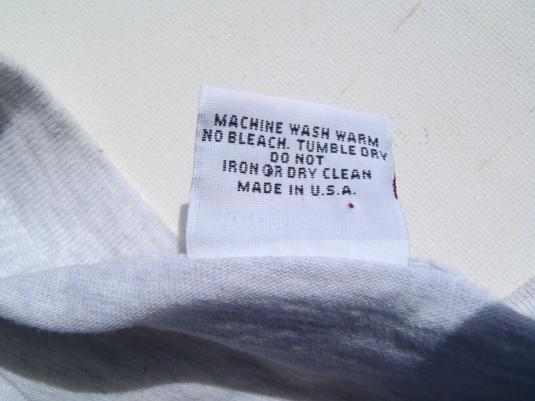 MACHINE WASH WARM
NO BLEACH. TUMBLE DRY
DO NOT
IRON OR DRY CLEAN
MADE IN U.S.A.